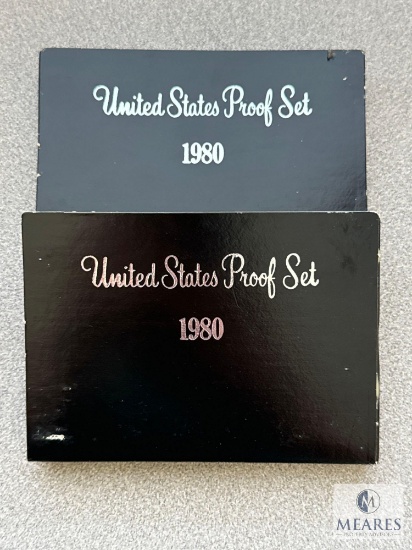 United States Proof Set
1980
United States Proof Set
1980
M
MEARES